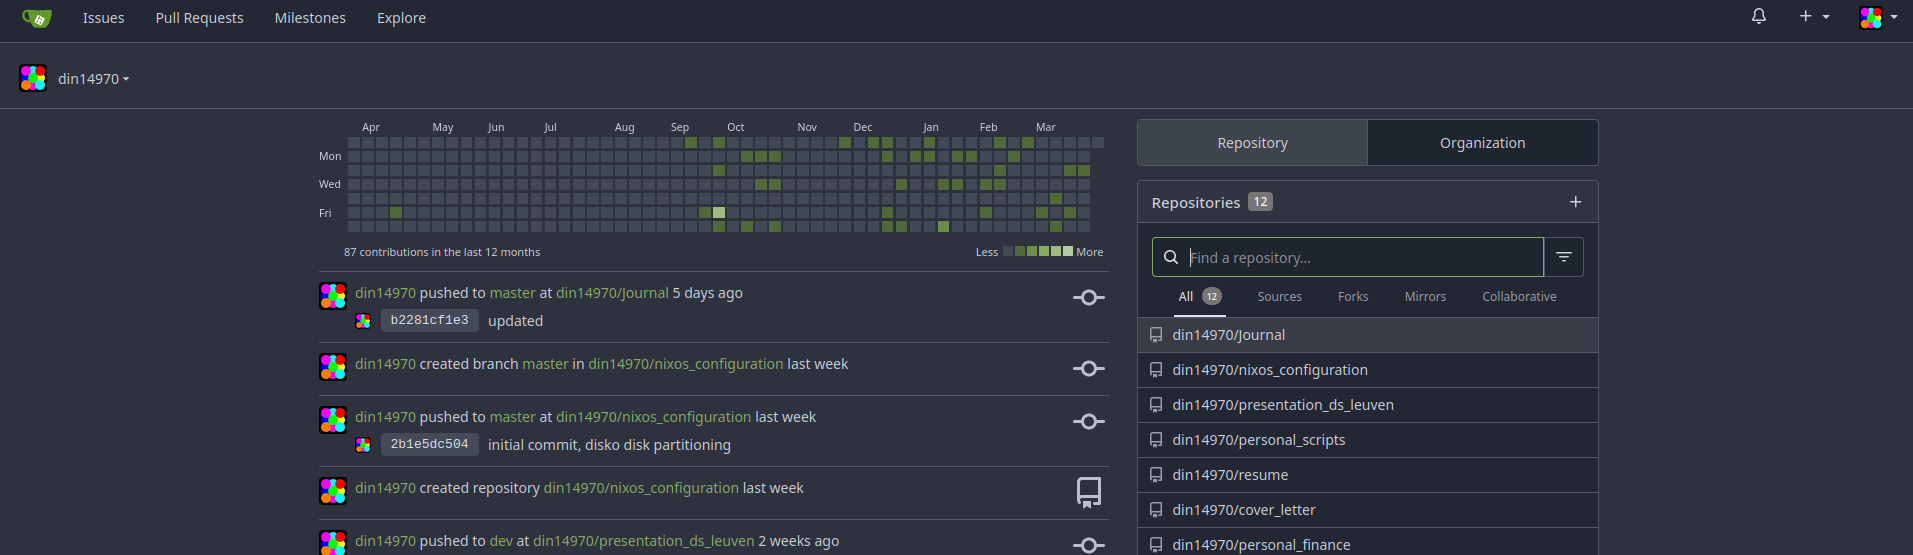 Issues Pull Requests Milestones Explore
din14970
Apr May Jun Jul Aug Sep Oct Nov Dec Jan Feb Mar
Mon
Wed
Fri
87 contributions in the last 12 months
Less More
din14970 pushed to master at din14970/Journal 5 days ago
b2281cf1e3 updated
din14970 created branch master in din14970/nixos_configuration last week
din14970 pushed to master at din14970/nixos_configuration last week
2b1e5dc504 initial commit, disko disk partitioning
din14970 created repository din14970/nixos_configuration last week
din14970 pushed to dev at din14970/presentation_ds_leuven 2 weeks ago
Repository Organization
Repositories 12
Find a repository...
All 12 Sources Forks Mirrors Collaborative
din14970/Journal
din14970/nixos_configuration
din14970/presentation_ds_leuven
din14970/personal_scripts
din14970/resume
din14970/cover_letter
din14970/personal_finance